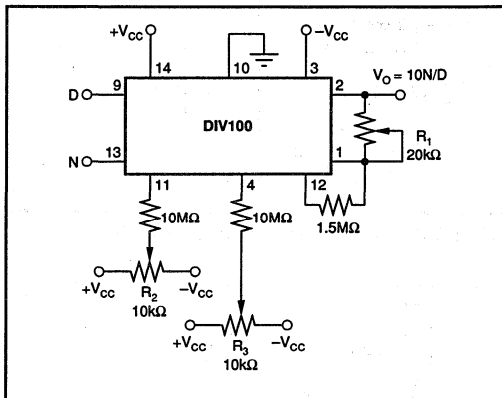 +VCC
−VCC
14
10
3
D
9
2
VO = 10N/D
DIV100
R1
20kΩ
N
13
1
11
4
12
10MΩ
10MΩ
1.5MΩ
+VCC
−VCC
R2
10kΩ
+VCC
−VCC
R3
10kΩ